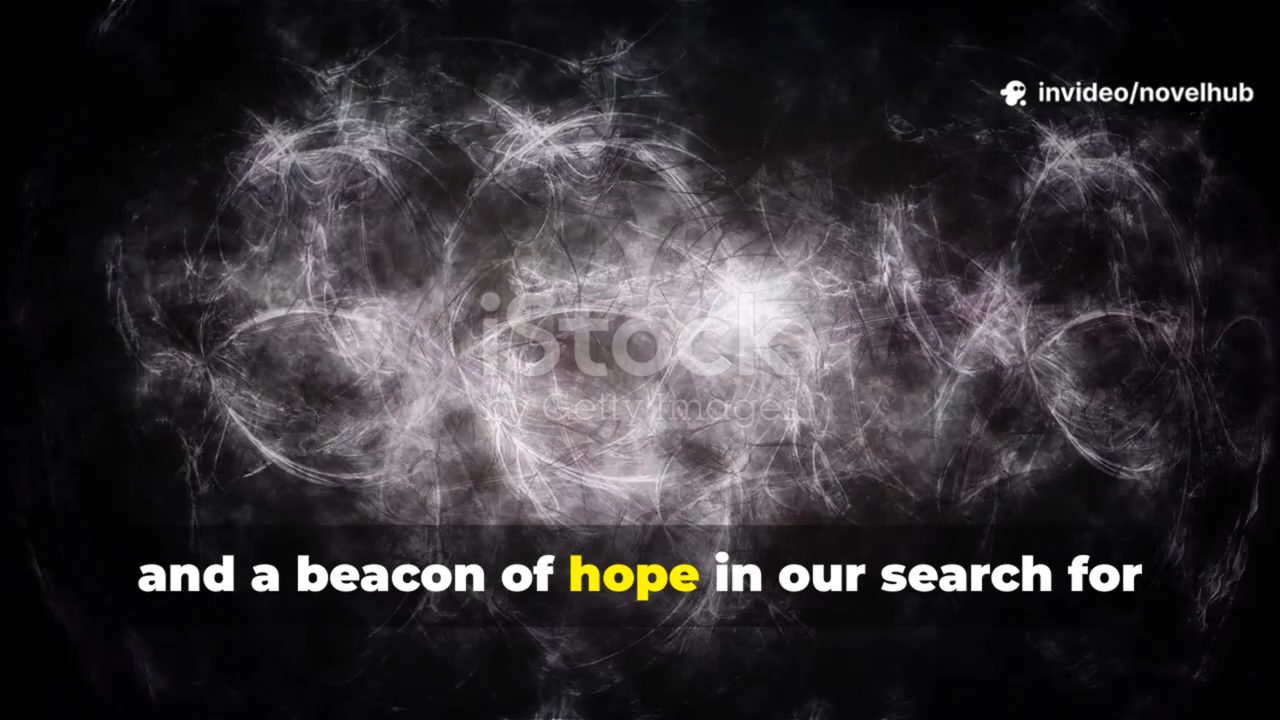 invideo/novelhub
iStock
by Getty Images
and a beacon of hope in our search for